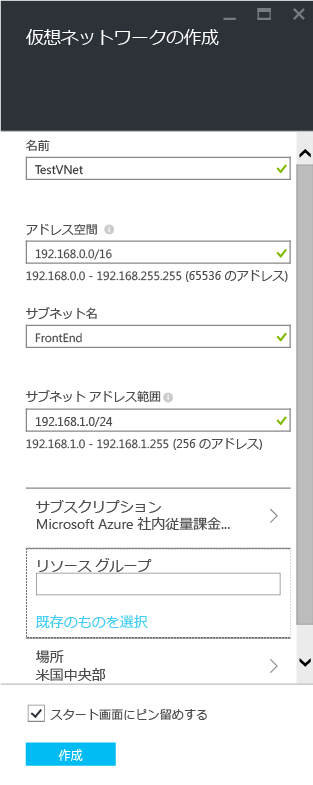 仮想ネットワークの作成
名前
TestVNet
アドレス空間
192.168.0.0/16
192.168.0.0 - 192.168.255.255 (65536 のアドレス)
サブネット名
FrontEnd
サブネット アドレス範囲
192.168.1.0/24
192.168.1.0 - 192.168.1.255 (256 のアドレス)
サブスクリプション
Microsoft Azure 社内従量課金...
リソース グループ
既存のものを選択
場所
米国中央部
スタート画面にピン留めする
作成